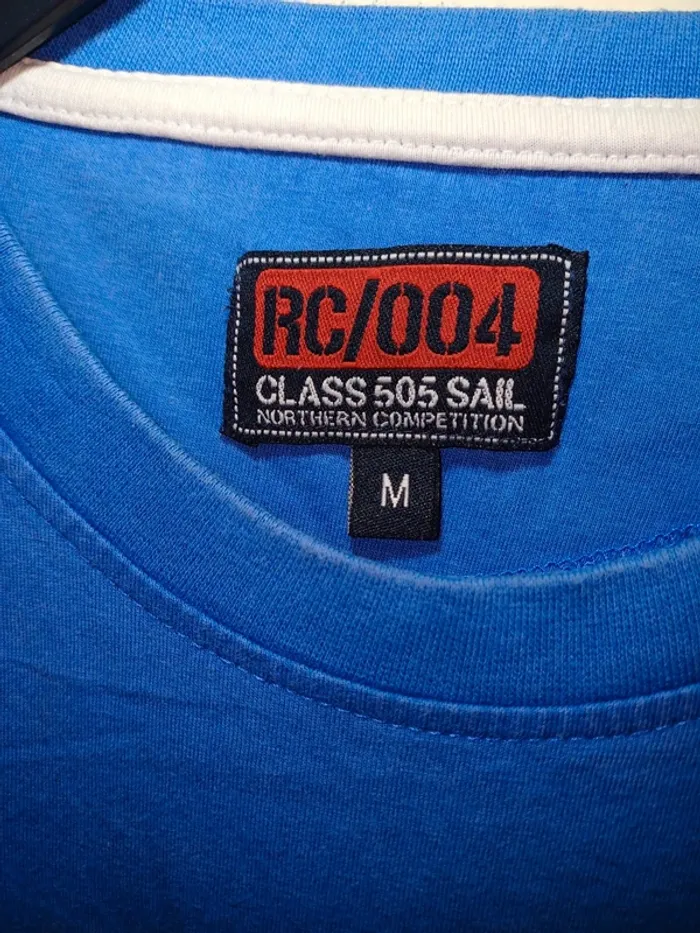 RC/004
CLASS 505 SAIL
NORTHERN COMPETITION
M